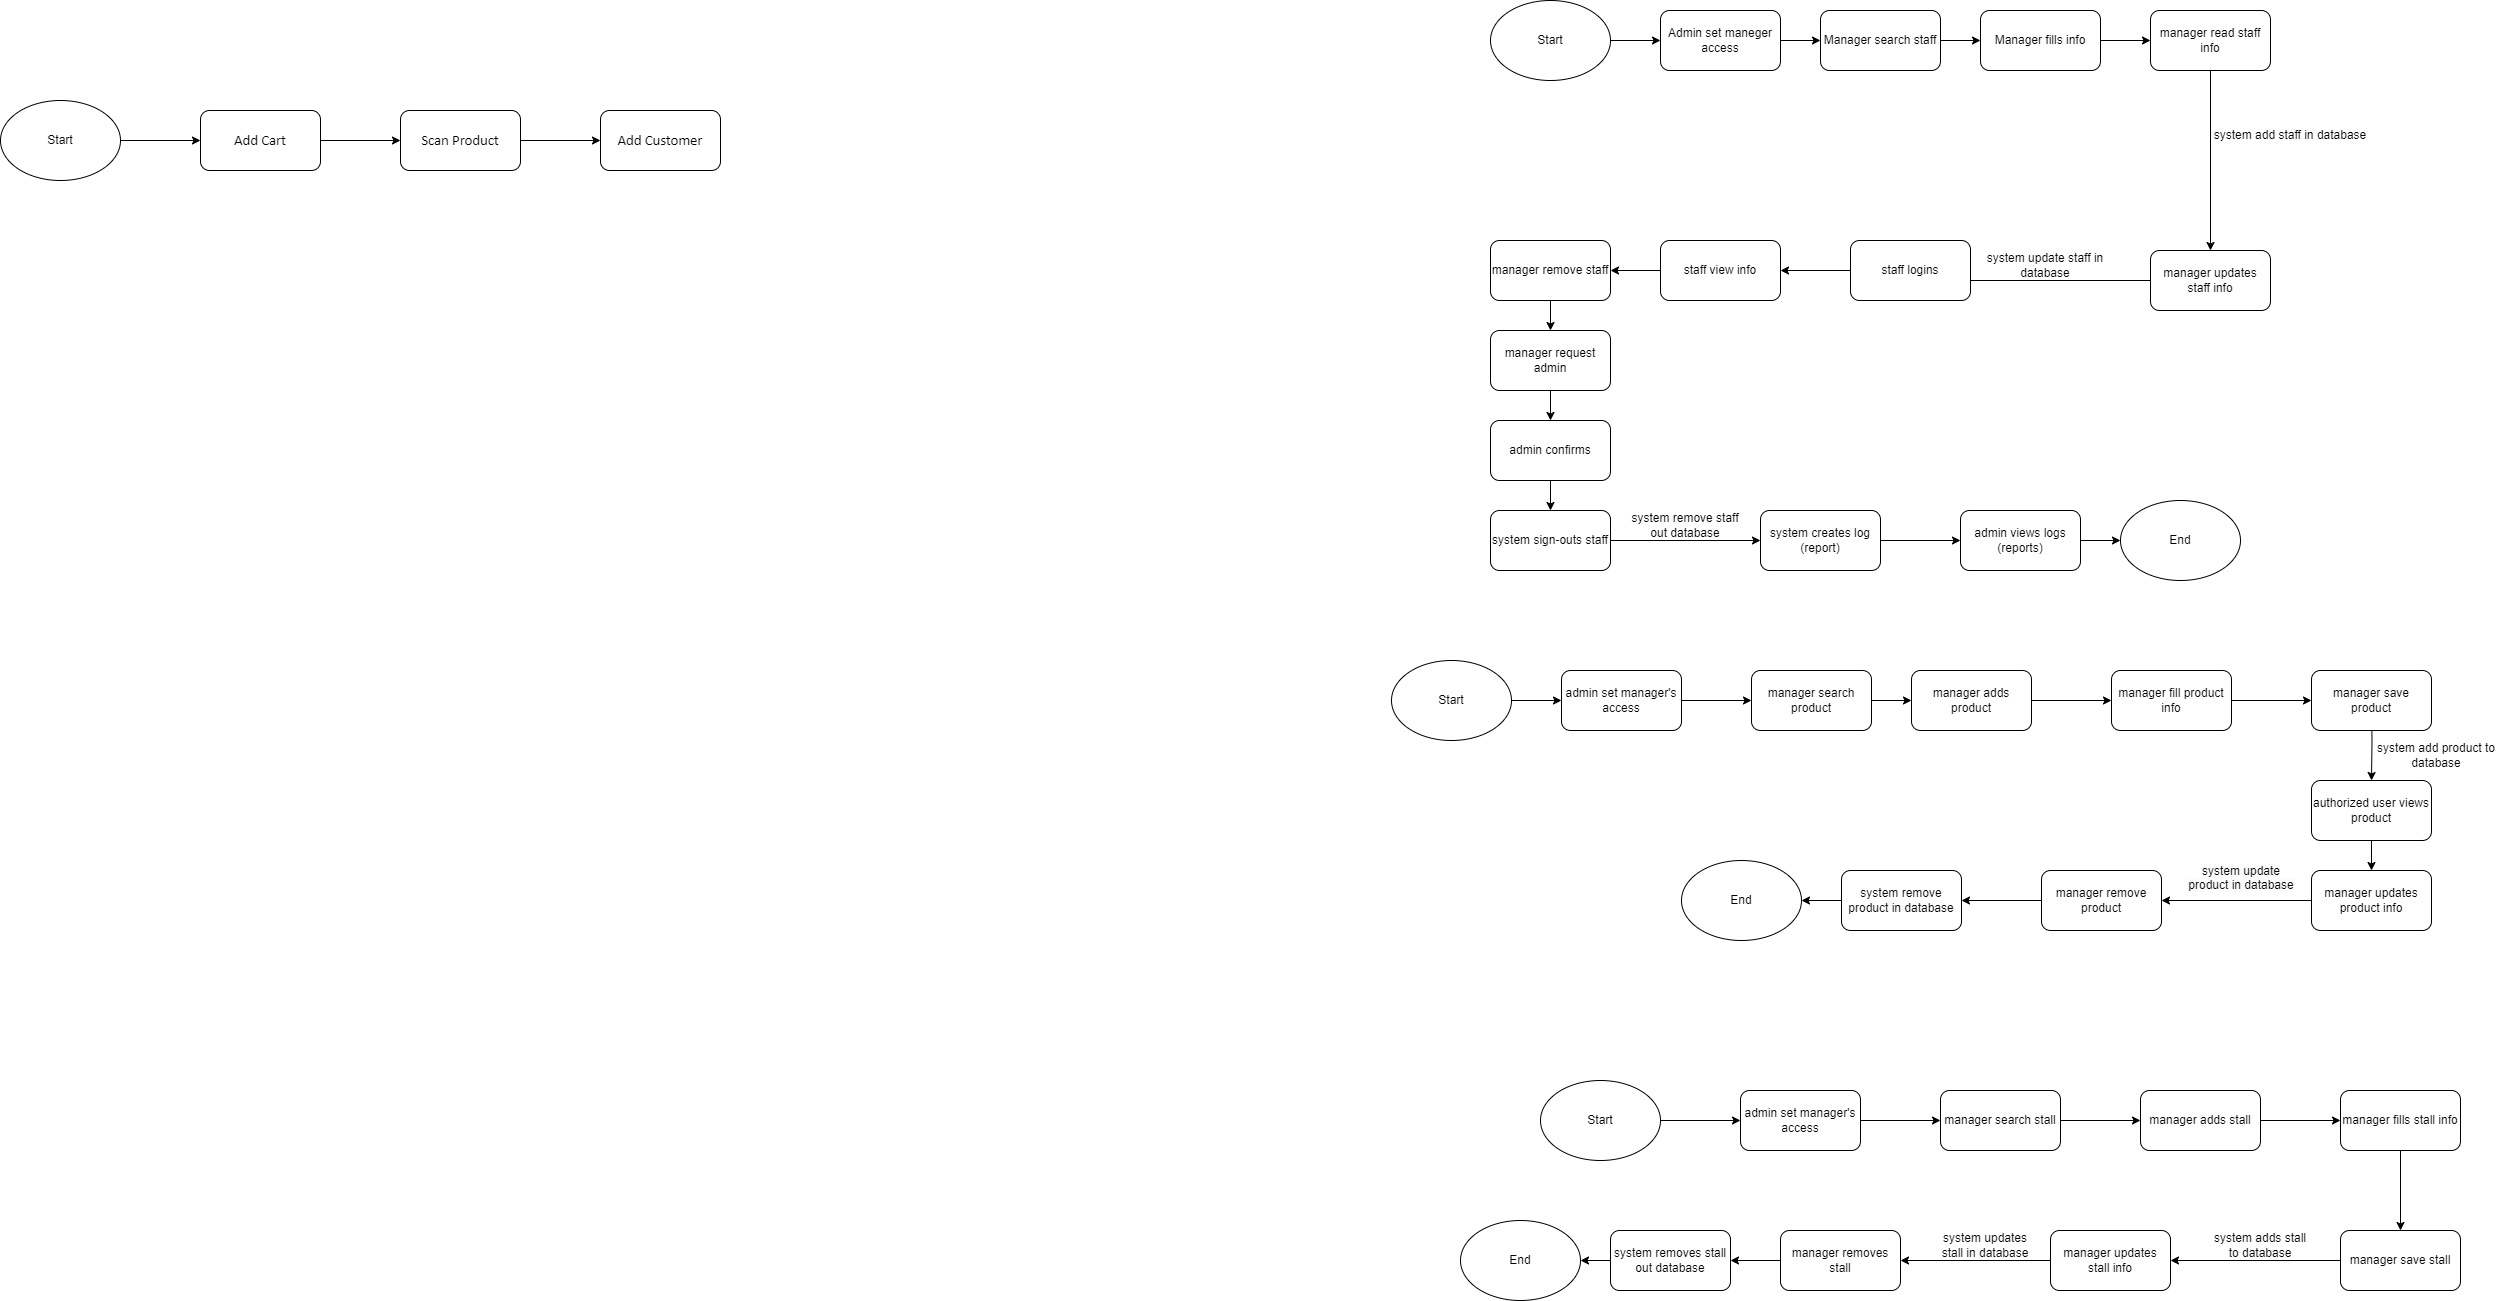 Start
Add Cart
Scan Product
Add Customer
Start
Admin set maneger
access
Manager search staff
Manager fills info
manager read staff
info
system add staff in database
manager updates
staff info
system update staff in
database
staff logins
staff view info
manager remove staff
manager request
admin
admin confirms
system sign-outs staff
system remove staff
out database
system creates log
(report)
admin views logs
(reports)
End
Start
admin set manager's
access
manager search
product
manager adds
product
manager fill product
info
manager save
product
system add product to
database
authorized user views
product
manager updates
product info
system update
product in database
manager remove
product
system remove
product in database
End
Start
admin set manager's
access
manager search stall
manager adds stall
manager fills stall info
manager save stall
system adds stall
to database
manager updates
stall info
system updates
stall in database
manager removes
stall
system removes stall
out database
End